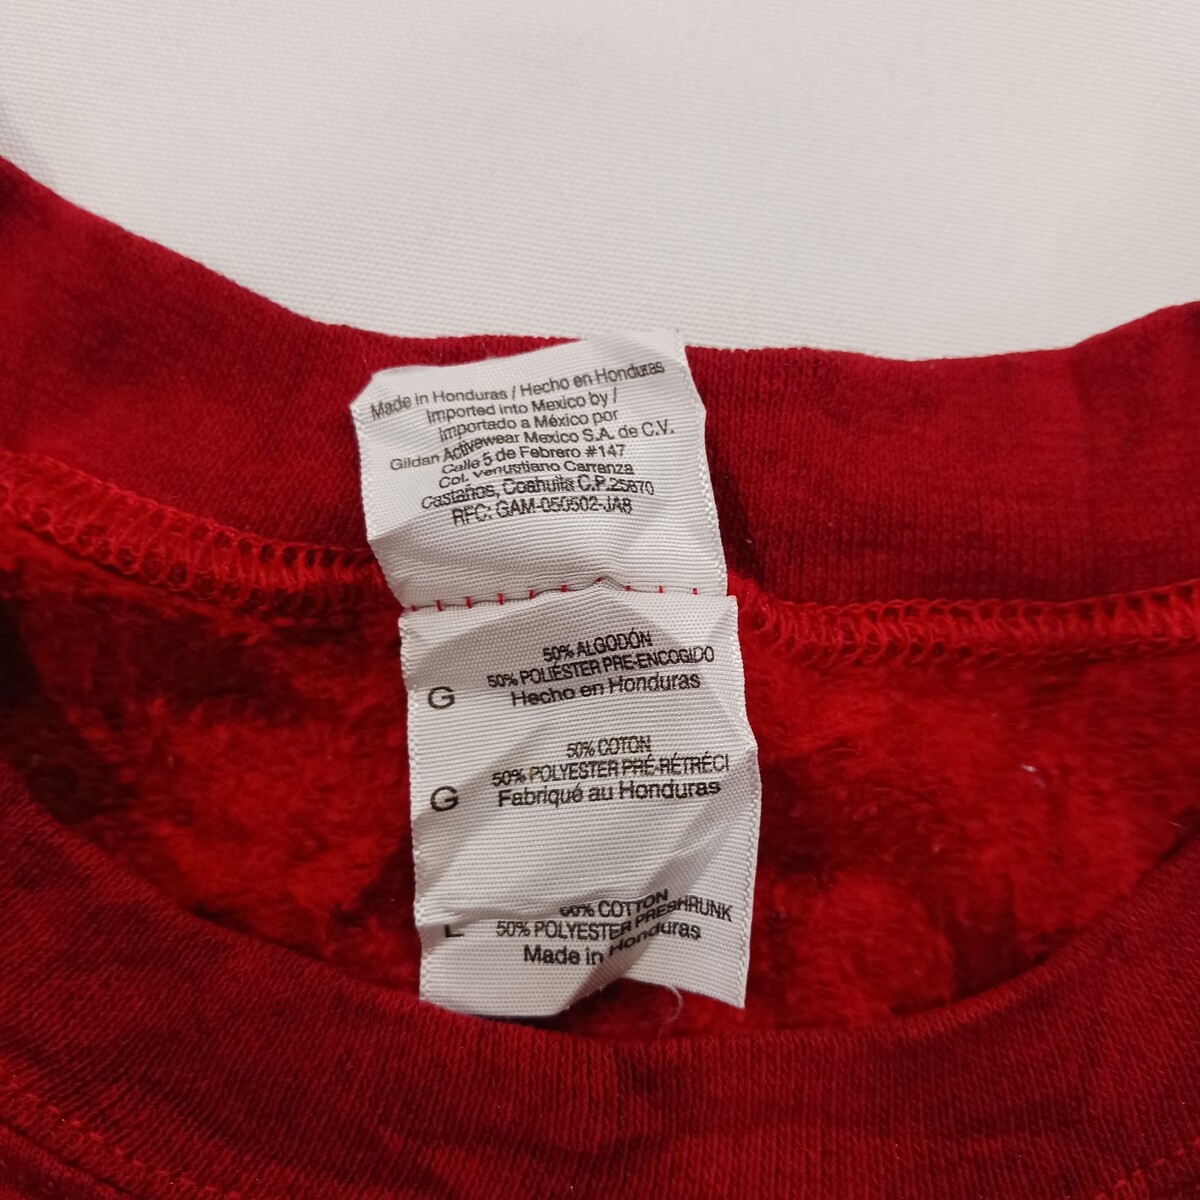 Made in Honduras / Hecho en Honduras
Imported into Mexico by /
Importado a México por
Gildan Activewear Mexico S.A. de C.V.
Calle 5 de Febrero #147
Col. Venustiano Carranza
Castaños, Coahuila C.P.25870
RFC: GAM-050502-JA8
50% ALGODÓN
G 50% POLIÉSTER PRE-ENCOGIDO
Hecho en Honduras
50% COTON
50% POLYESTER PRÉ-RÉTRÉCI
G Fabriqué au Honduras
50% COTTON
L 50% POLYESTER PRESHRUNK
Made in Honduras